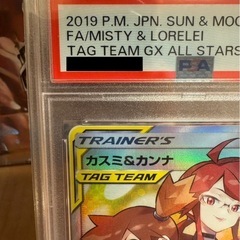 2019 P.M. JPN. SUN & MOO
FA/MISTY & LORELEI
TAG TEAM GX ALL STARS
PSA
TRAINER'S
カスミ&カンナ
TAG TEAM